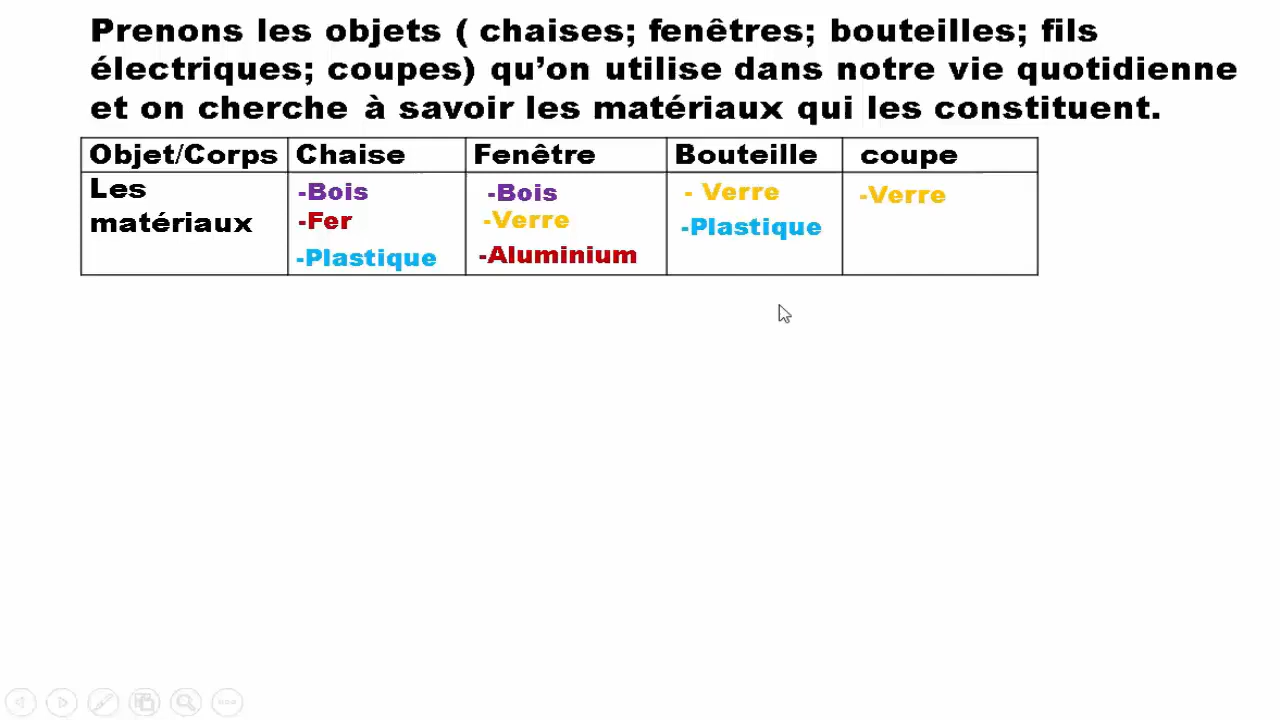 Prenons les objets ( chaises; fenêtres; bouteilles; fils
électriques; coupes) qu’on utilise dans notre vie quotidienne
et on cherche à savoir les matériaux qui les constituent.
Objet/Corps Chaise Fenêtre Bouteille coupe
Les matériaux
-Bois
-Fer
-Plastique
-Bois
-Verre
-Aluminium
- Verre
-Plastique
-Verre